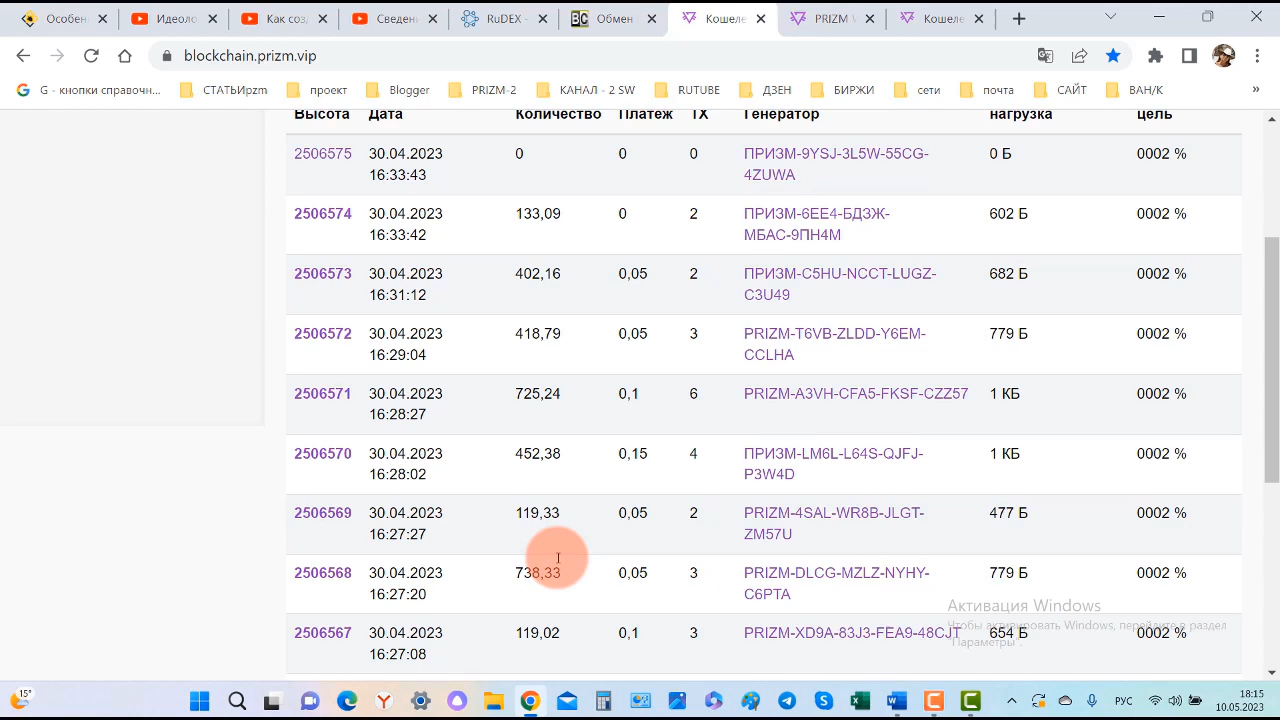 Особен
Идеоло
Как соз
Сведен
RuDEX -
BC Обмен
Кошеле
PRIZM V
Кошеле
blockchain.prizm.vip
G - кнопки справочн...
СТАТЬИpzm
проект
Blogger
PRIZM-2
КАНАЛ - 2 SW
RUTUBE
ДЗЕН
БИРЖИ
сети
почта
САЙТ
ВАН/К
»
Высота Дата Количество Платеж TX Генератор нагрузка цель
2506575 30.04.2023 0 0 0 ПРИЗМ-9YSJ-3L5W-55CG- 0 Б 0002 %
16:33:43 4ZUWA
2506574 30.04.2023 133,09 0 2 ПРИЗМ-6ЕЕ4-БДЗЖ- 602 Б 0002 %
16:33:42 МБАС-9ПН4М
2506573 30.04.2023 402,16 0,05 2 ПРИЗМ-C5HU-NCCT-LUGZ- 682 Б 0002 %
16:31:12 C3U49
2506572 30.04.2023 418,79 0,05 3 PRIZM-T6VB-ZLDD-Y6EM- 779 Б 0002 %
16:29:04 CCLHA
2506571 30.04.2023 725,24 0,1 6 PRIZM-A3VH-CFA5-FKSF-CZZ57 1 КБ 0002 %
16:28:27
2506570 30.04.2023 452,38 0,15 4 ПРИЗМ-LM6L-L64S-QJFJ- 1 КБ 0002 %
16:28:02 P3W4D
2506569 30.04.2023 119,33 0,05 2 PRIZM-4SAL-WR8B-JLGT- 477 Б 0002 %
16:27:27 ZM57U
2506568 30.04.2023 738,33 0,05 3 PRIZM-DLCG-MZLZ-NYHY- 779 Б 0002 %
16:27:20 C6PTA
2506567 30.04.2023 119,02 0,1 3 PRIZM-XD9A-83J3-FEA9-48CJT 654 Б 0002 %
16:27:08
Активация Windows
Чтобы активировать Windows, перейдите в раздел
"Параметры".
15°
РУС
18:15
10.05.2023